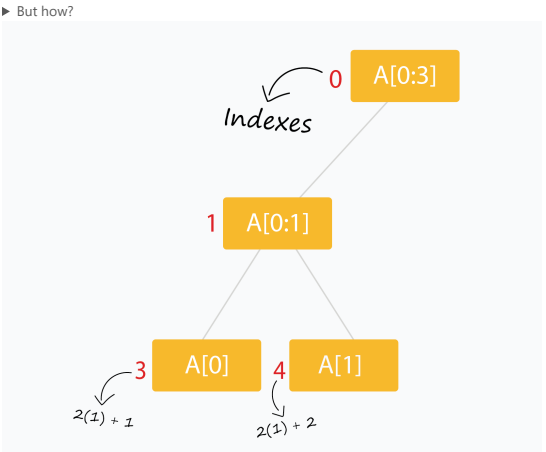 ▶ But how?
0 A[0:3]
Indexes
1 A[0:1]
3 A[0] 4 A[1]
2(1) + 1 2(1) + 2